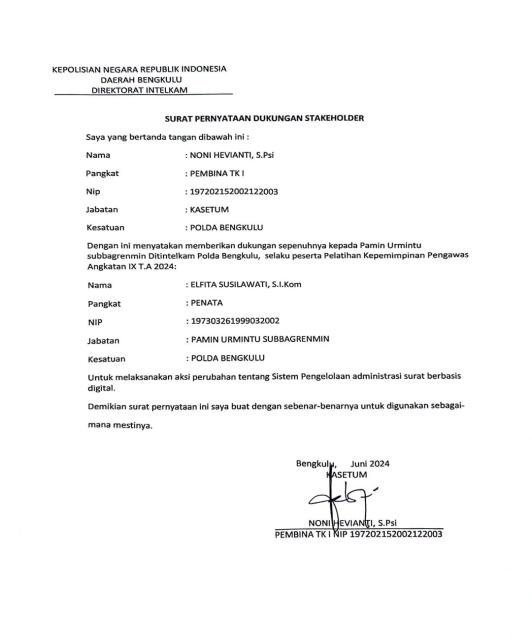 KEPOLISIAN NEGARA REPUBLIK INDONESIA
DAERAH BENGKULU
DIREKTORAT INTELKAM
SURAT PERNYATAAN DUKUNGAN STAKEHOLDER
Saya yang bertanda tangan dibawah ini :
Nama : NONI HEVIANTI, S.Psi
Pangkat : PEMBINA TK I
Nip : 197202152002122003
Jabatan : KASETUM
Kesatuan : POLDA BENGKULU
Dengan ini menyatakan memberikan dukungan sepenuhnya kepada Pamin Urmintu
subbagrenmin Ditintelkam Polda Bengkulu, selaku peserta Pelatihan Kepemimpinan Pengawas
Angkatan IX T.A 2024:
Nama : ELFITA SUSILAWATI, S.I.Kom
Pangkat : PENATA
NIP : 197303261999032002
Jabatan : PAMIN URMINTU SUBBAGRENMIN
Kesatuan : POLDA BENGKULU
Untuk melaksanakan aksi perubahan tentang Sistem Pengelolaan administrasi surat berbasis
digital.
Demikian surat pernyataan ini saya buat dengan sebenar-benarnya untuk digunakan sebagai-
mana mestinya.
Bengkulu, Juni 2024
KASETUM
NONI HEVIANTI, S.Psi
PEMBINA TK I NIP 197202152002122003